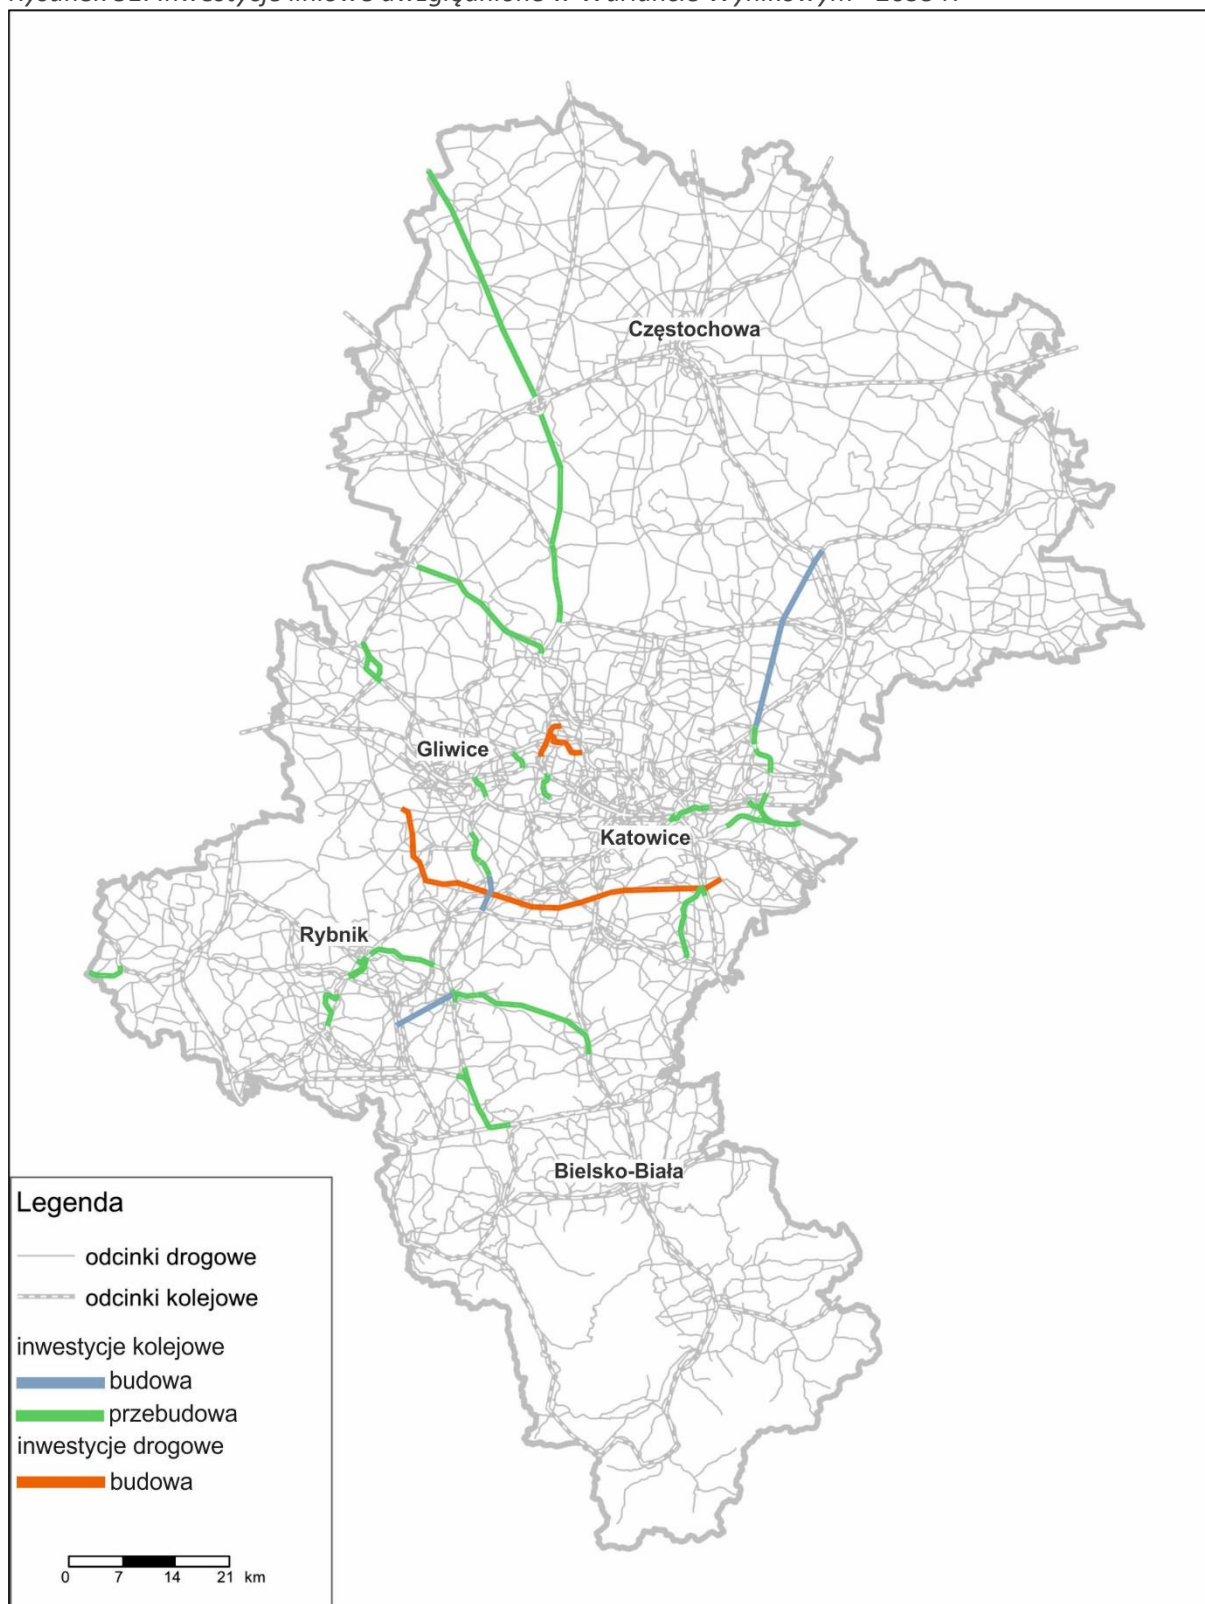 Częstochowa
Gliwice
Katowice
Rybnik
Bielsko-Biała
Legenda
odcinki drogowe
odcinki kolejowe
inwestycje kolejowe
budowa
przebudowa
inwestycje drogowe
budowa
0 7 14 21 km